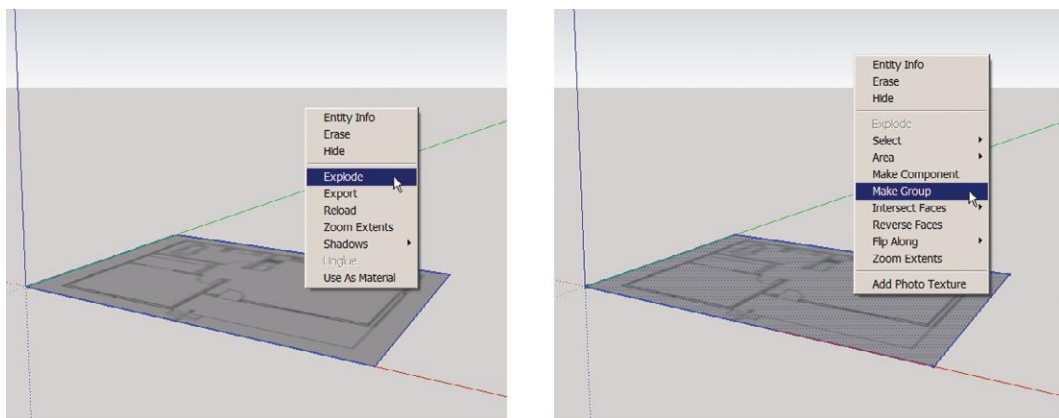 Entity Info
Erase
Hide
Explode
Export
Reload
Zoom Extents
Shadows
Unglue
Use As Material
Entity Info
Erase
Hide
Explode
Select
Area
Make Component
Make Group
Intersect Faces
Reverse Faces
Flip Along
Zoom Extents
Add Photo Texture